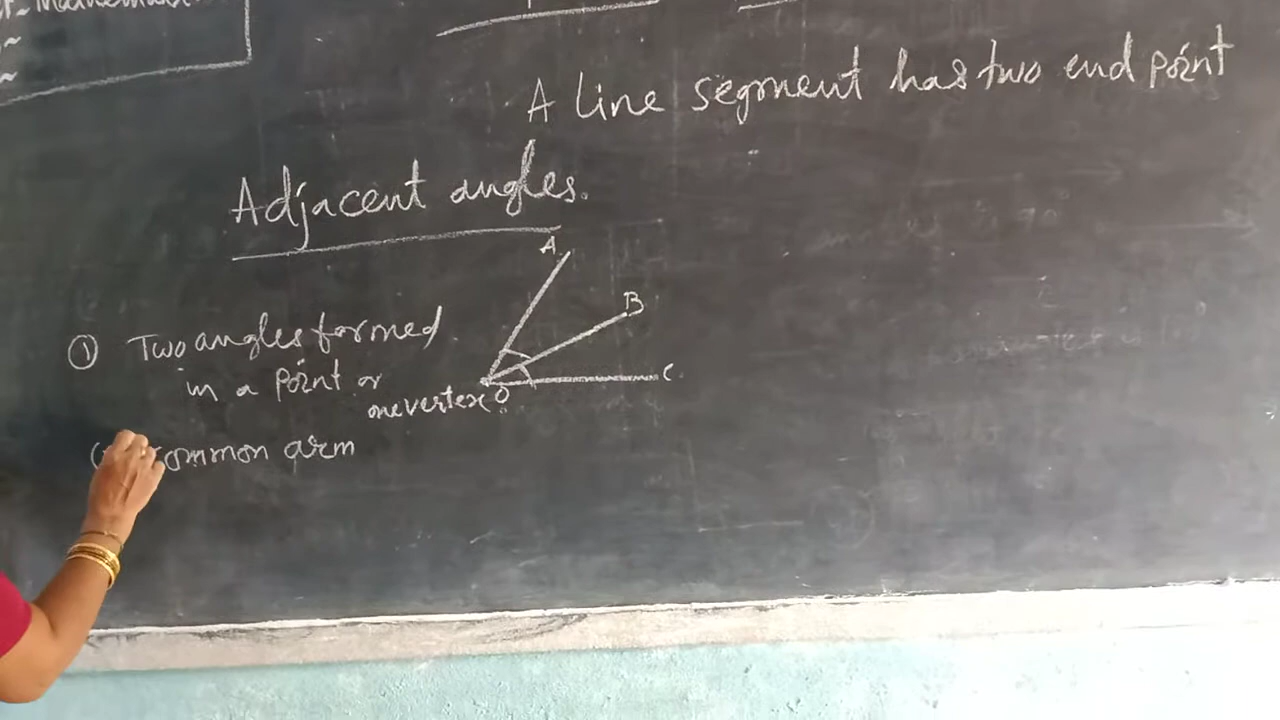 A line segment has two end point
Adjacent angles.
A
B
① Two angles formed
in a point or
C
one vertex O
common arm